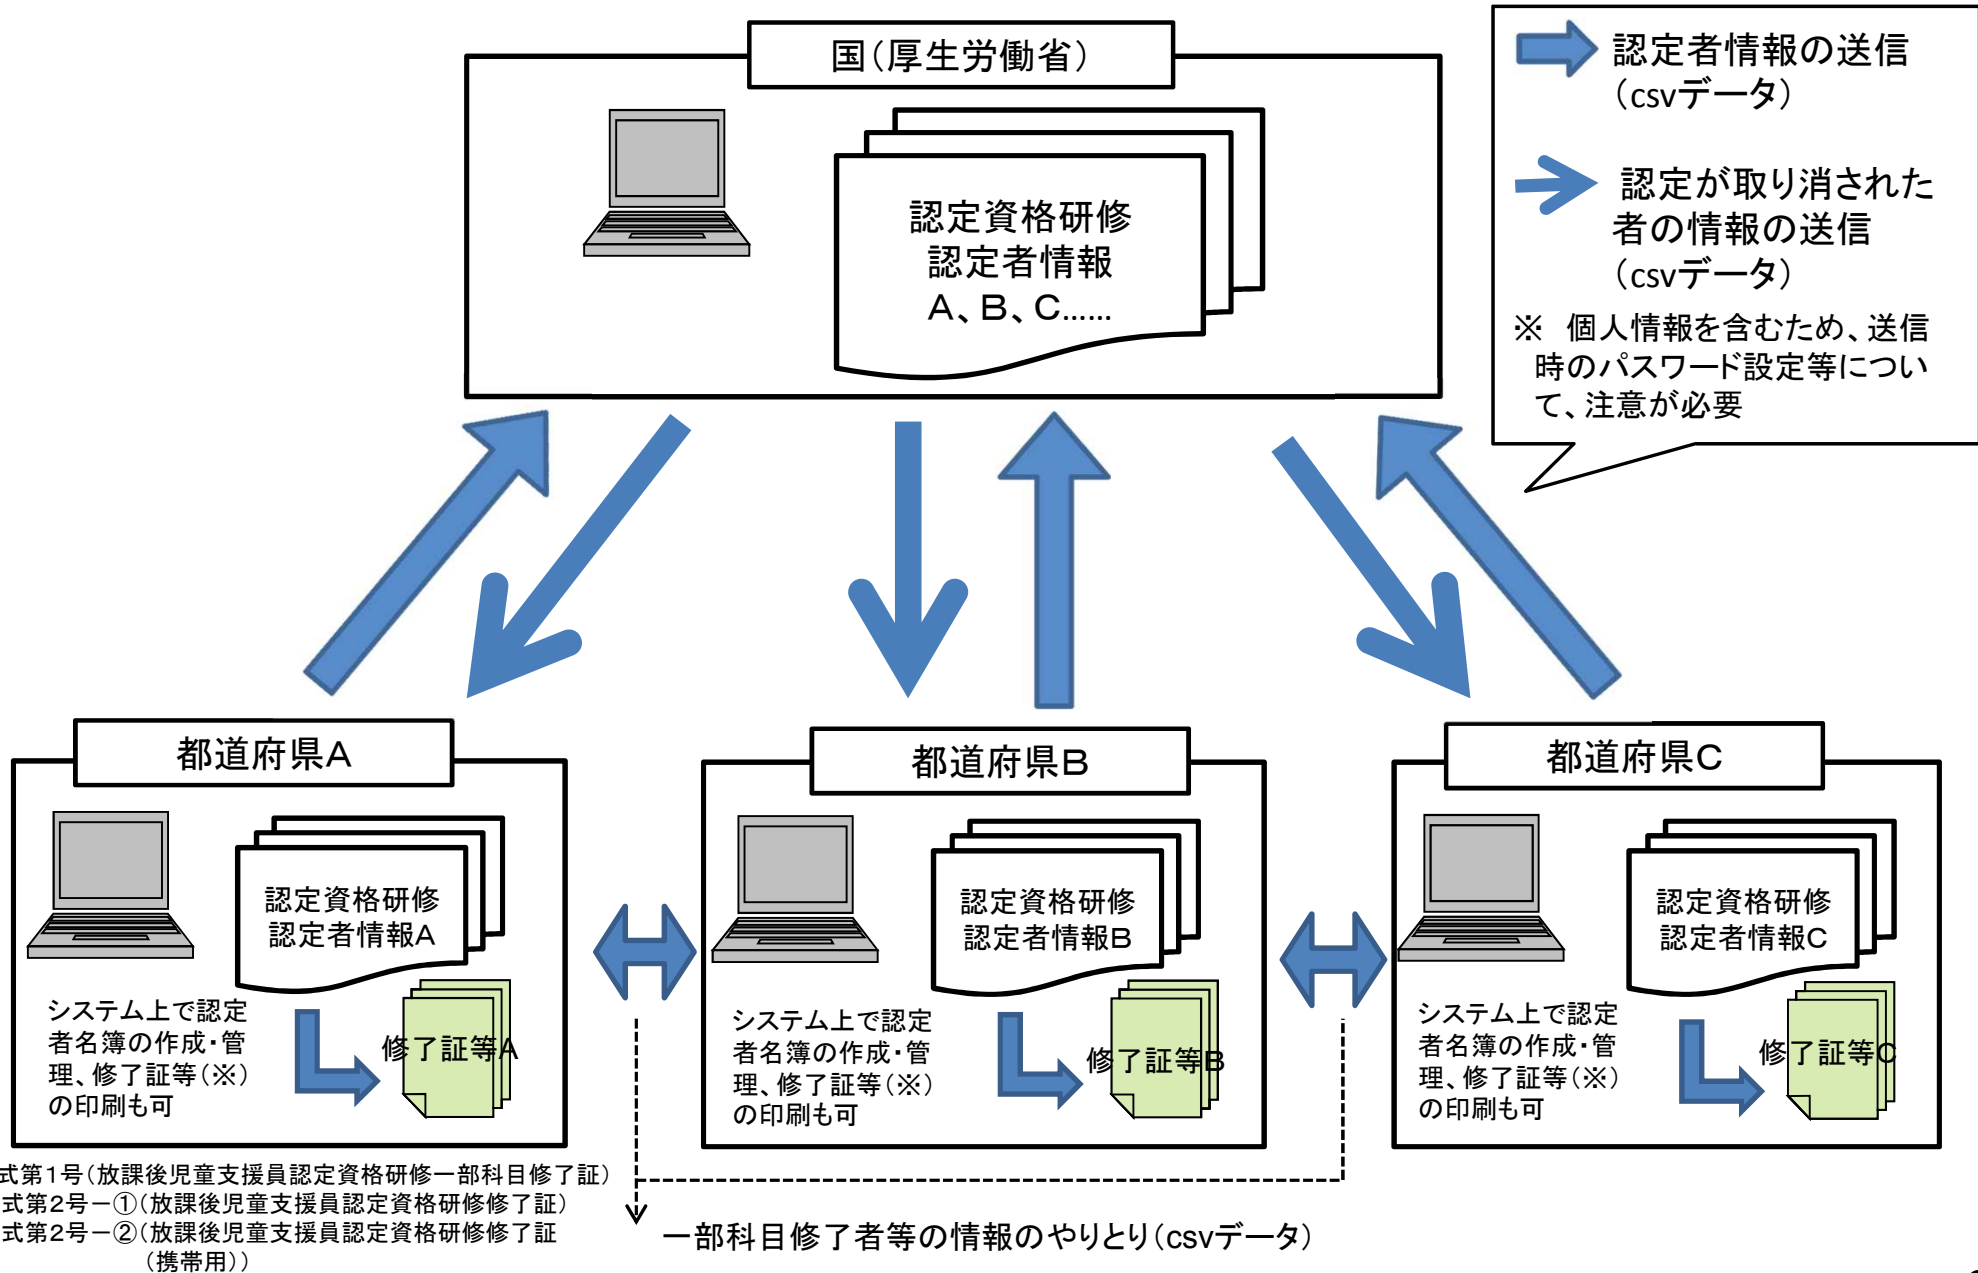 国(厚生労働省)
認定資格研修
認定者情報
A、B、C……
認定者情報の送信
(csvデータ)
認定が取り消された
者の情報の送信
(csvデータ)
※ 個人情報を含むため、送信
時のパスワード設定等につい
て、注意が必要
都道府県A
認定資格研修
認定者情報A
システム上で認定
者名簿の作成・管
理、修了証等(※)
の印刷も可
修了証等A
都道府県B
認定資格研修
認定者情報B
システム上で認定
者名簿の作成・管
理、修了証等(※)
の印刷も可
修了証等B
都道府県C
認定資格研修
認定者情報C
システム上で認定
者名簿の作成・管
理、修了証等(※)
の印刷も可
修了証等C
式第1号(放課後児童支援員認定資格研修一部科目修了証)
式第2号-①(放課後児童支援員認定資格研修修了証)
式第2号-②(放課後児童支援員認定資格研修修了証
(携帯用))
一部科目修了者等の情報のやりとり(csvデータ)